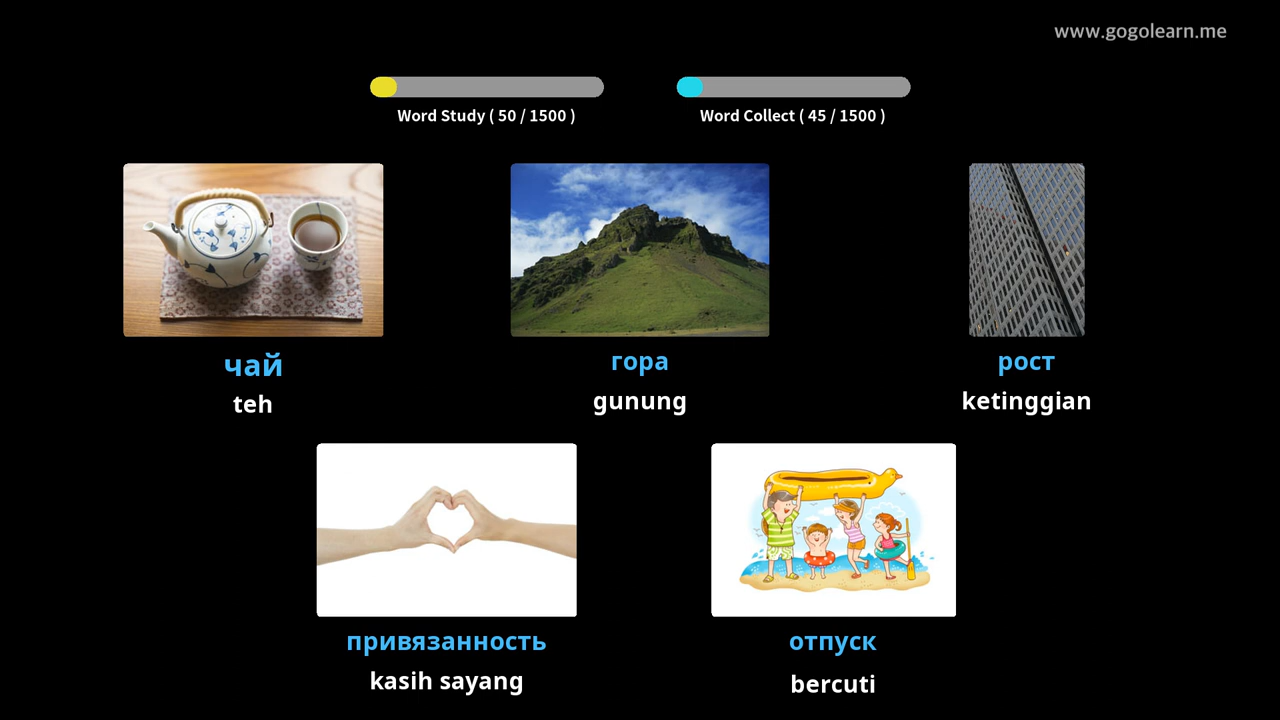 www.gogolearn.me
Word Study ( 50 / 1500 )
Word Collect ( 45 / 1500 )
чай
teh
гора
gunung
рост
ketinggian
привязанность
kasih sayang
отпуск
bercuti